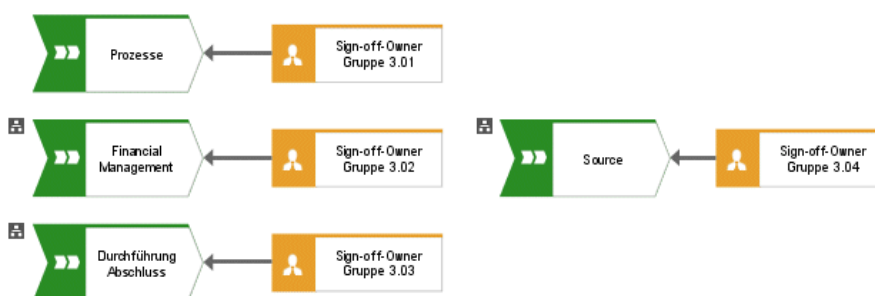 Prozesse
Sign-off-Owner
Gruppe 3.01
Financial
Management
Sign-off-Owner
Gruppe 3.02
Source
Sign-off-Owner
Gruppe 3.04
Durchführung
Abschluss
Sign-off-Owner
Gruppe 3.03